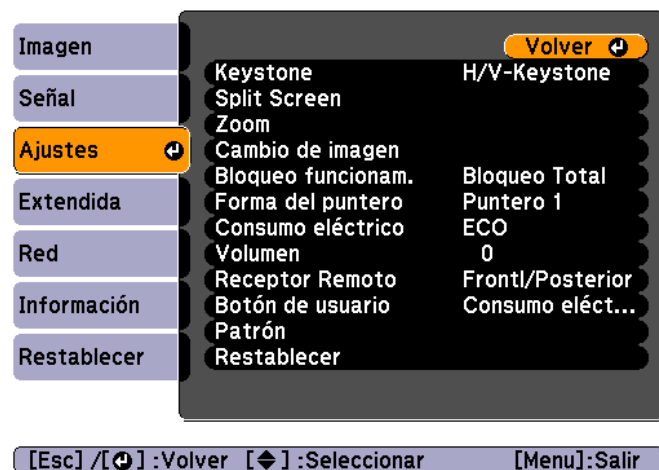 Imagen
Señal
Ajustes
Extendida
Red
Información
Restablecer
Volver
Keystone H/V-Keystone
Split Screen
Zoom
Cambio de imagen
Bloqueo funcionam. Bloqueo Total
Forma del puntero Puntero 1
Consumo eléctrico ECO
Volumen 0
Receptor Remoto Frontl/Posterior
Botón de usuario Consumo eléct...
Patrón
Restablecer
[Esc] /[⏎] :Volver [◆] :Seleccionar [Menu]:Salir